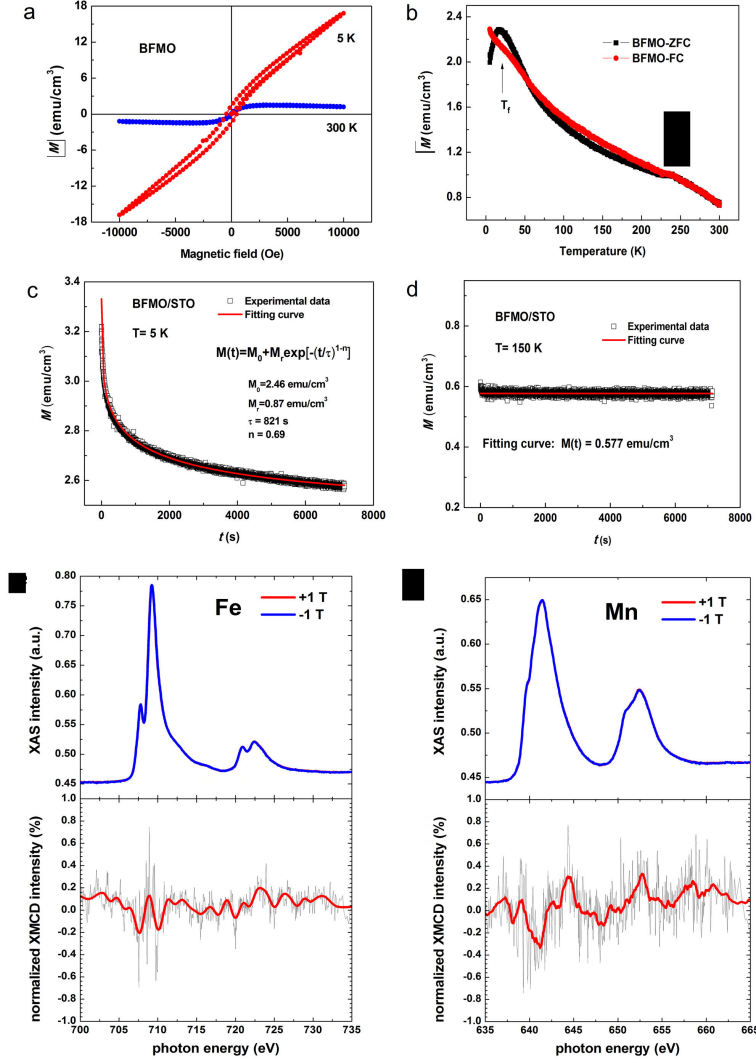 a
BFMO
5 K
300 K
M (emu/cm³)
18
12
6
0
-6
-12
-18
-10000 -5000 0 5000 10000
Magnetic field (Oe)
b
BFMO-ZFC
BFMO-FC
T_f
M (emu/cm³)
2.4
2.0
1.6
1.2
0.8
0 50 100 150 200 250 300
Temperature (K)
c
BFMO/STO
T= 5 K
Experimental data
Fitting curve
M(t)=M₀+Mᵣexp[-(t/τ)¹⁻ⁿ]
M₀=2.46 emu/cm³
Mᵣ=0.87 emu/cm³
τ = 821 s
n = 0.69
M (emu/cm³)
3.4
3.2
3.0
2.8
2.6
0 2000 4000 6000 8000
t (s)
d
BFMO/STO
T= 150 K
Experimental data
Fitting curve
Fitting curve: M(t) = 0.577 emu/cm³
M (emu/cm³)
1.0
0.8
0.6
0.4
0.2
0 2000 4000 6000 8000
t (s)
Fe
+1 T
-1 T
XAS intensity (a.u.)
0.80
0.75
0.70
0.65
0.60
0.55
0.50
0.45
normalized XMCD intensity (%)
1.0
0.8
0.6
0.4
0.2
0.0
-0.2
-0.4
-0.6
-0.8
-1.0
700 705 710 715 720 725 730 735
photon energy (eV)
Mn
+1 T
-1 T
XAS intensity (a.u.)
0.65
0.60
0.55
0.50
0.45
normalized XMCD intensity (%)
1.0
0.8
0.6
0.4
0.2
0.0
-0.2
-0.4
-0.6
-0.8
-1.0
635 640 645 650 655 660 665
photon energy (eV)